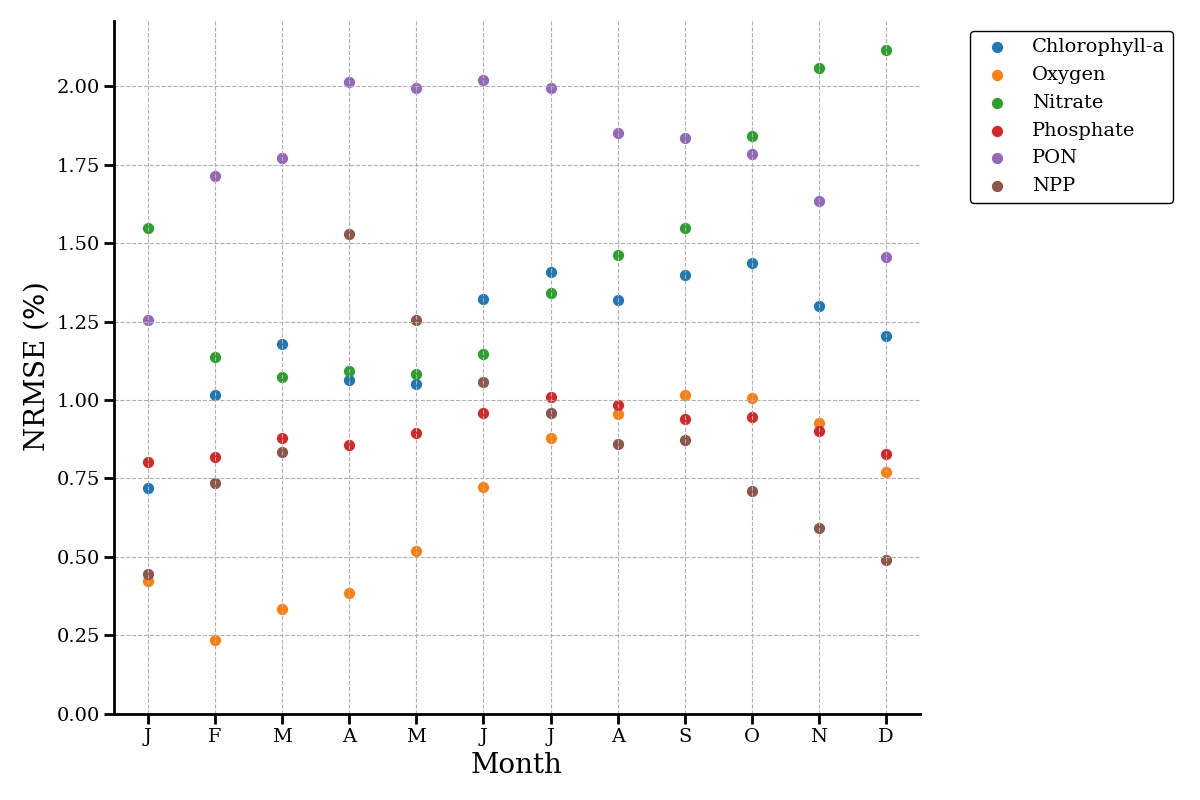 NRMSE (%)
2.00
1.75
1.50
1.25
1.00
0.75
0.50
0.25
0.00
J F M A M J J A S O N D
Month
Chlorophyll-a
Oxygen
Nitrate
Phosphate
PON
NPP